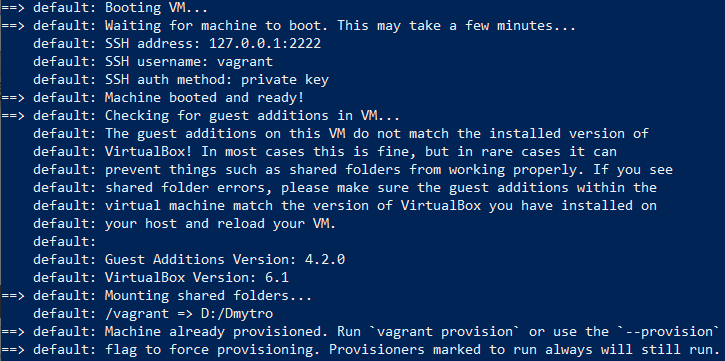 ==> default: Booting VM...
==> default: Waiting for machine to boot. This may take a few minutes...
    default: SSH address: 127.0.0.1:2222
    default: SSH username: vagrant
    default: SSH auth method: private key
==> default: Machine booted and ready!
==> default: Checking for guest additions in VM...
    default: The guest additions on this VM do not match the installed version of
    default: VirtualBox! In most cases this is fine, but in rare cases it can
    default: prevent things such as shared folders from working properly. If you see
    default: shared folder errors, please make sure the guest additions within the
    default: virtual machine match the version of VirtualBox you have installed on
    default: your host and reload your VM.
    default:
    default: Guest Additions Version: 4.2.0
    default: VirtualBox Version: 6.1
==> default: Mounting shared folders...
    default: /vagrant => D:/Dmytro
==> default: Machine already provisioned. Run `vagrant provision` or use the `--provision`
==> default: flag to force provisioning. Provisioners marked to run always will still run.